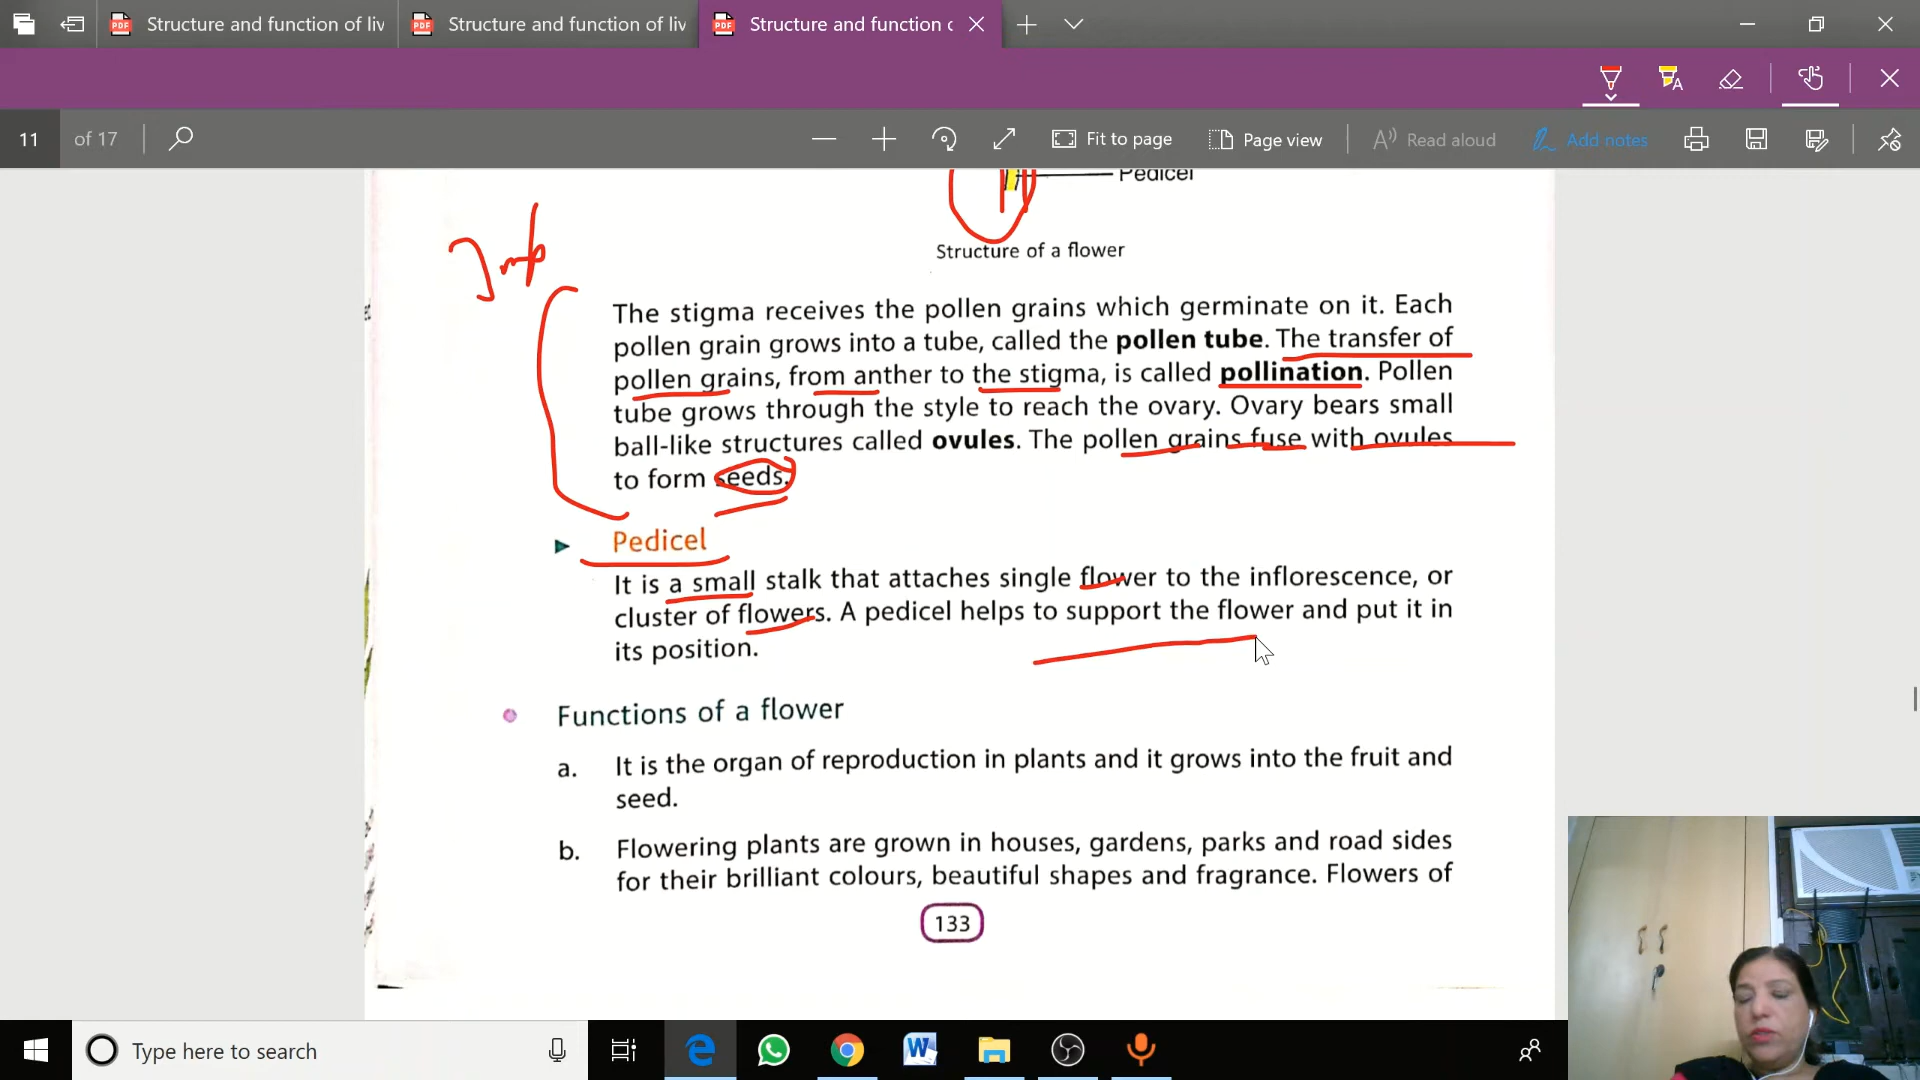 Structure and function of liv
Structure and function of liv
Structure and function c
11 of 17
Fit to page
Page view
Read aloud
Add notes
Pedicel
Structure of a flower
Imp
The stigma receives the pollen grains which germinate on it. Each
pollen grain grows into a tube, called the pollen tube. The transfer of
pollen grains, from anther to the stigma, is called pollination. Pollen
tube grows through the style to reach the ovary. Ovary bears small
ball-like structures called ovules. The pollen grains fuse with ovules
to form seeds.
Pedicel
It is a small stalk that attaches single flower to the inflorescence, or
cluster of flowers. A pedicel helps to support the flower and put it in
its position.
Functions of a flower
a. It is the organ of reproduction in plants and it grows into the fruit and
seed.
b. Flowering plants are grown in houses, gardens, parks and road sides
for their brilliant colours, beautiful shapes and fragrance. Flowers of
133
Type here to search